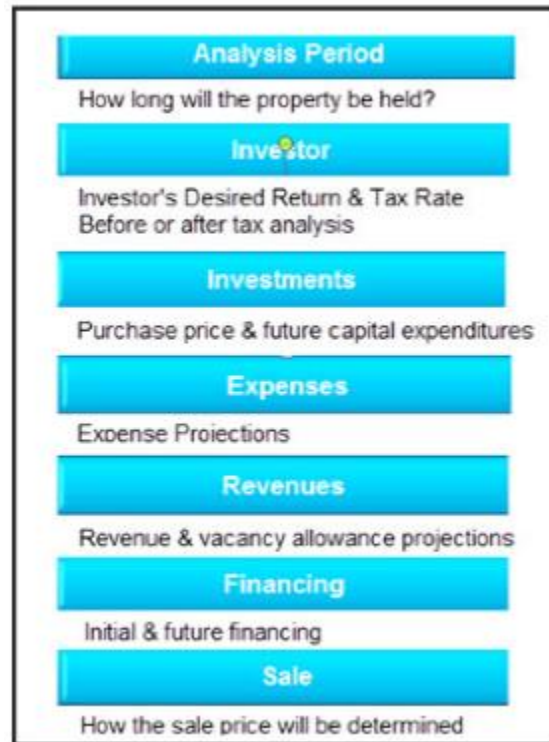 Analysis Period
How long will the property be held?
Investor
Investor's Desired Return & Tax Rate
Before or after tax analysis
Investments
Purchase price & future capital expenditures
Expenses
Expense Projections
Revenues
Revenue & vacancy allowance projections
Financing
Initial & future financing
Sale
How the sale price will be determined